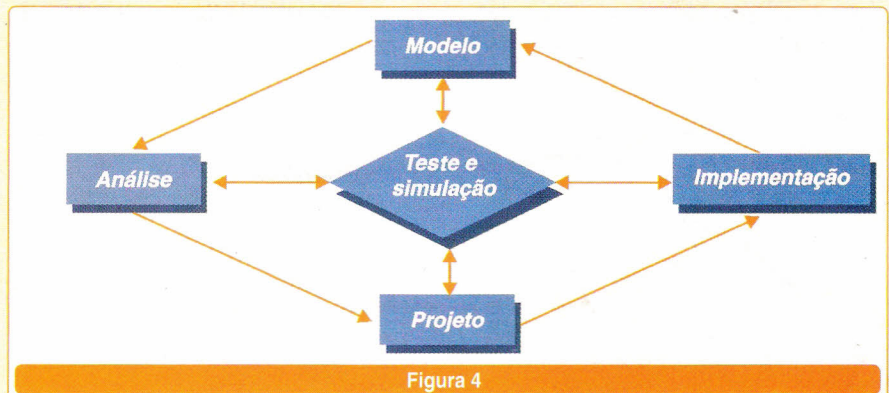 Modelo
Análise
Teste e
simulação
Implementação
Projeto
Figura 4